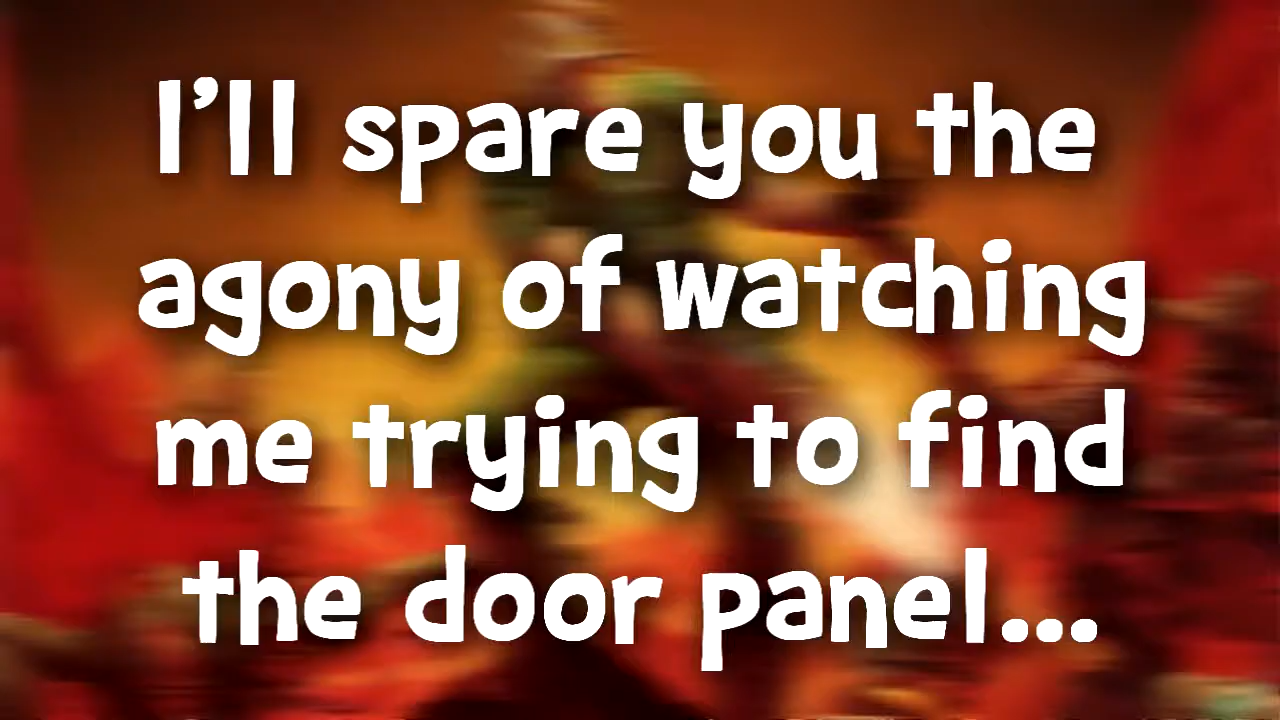 I'll spare you the
agony of watching
me trying to find
the door panel...